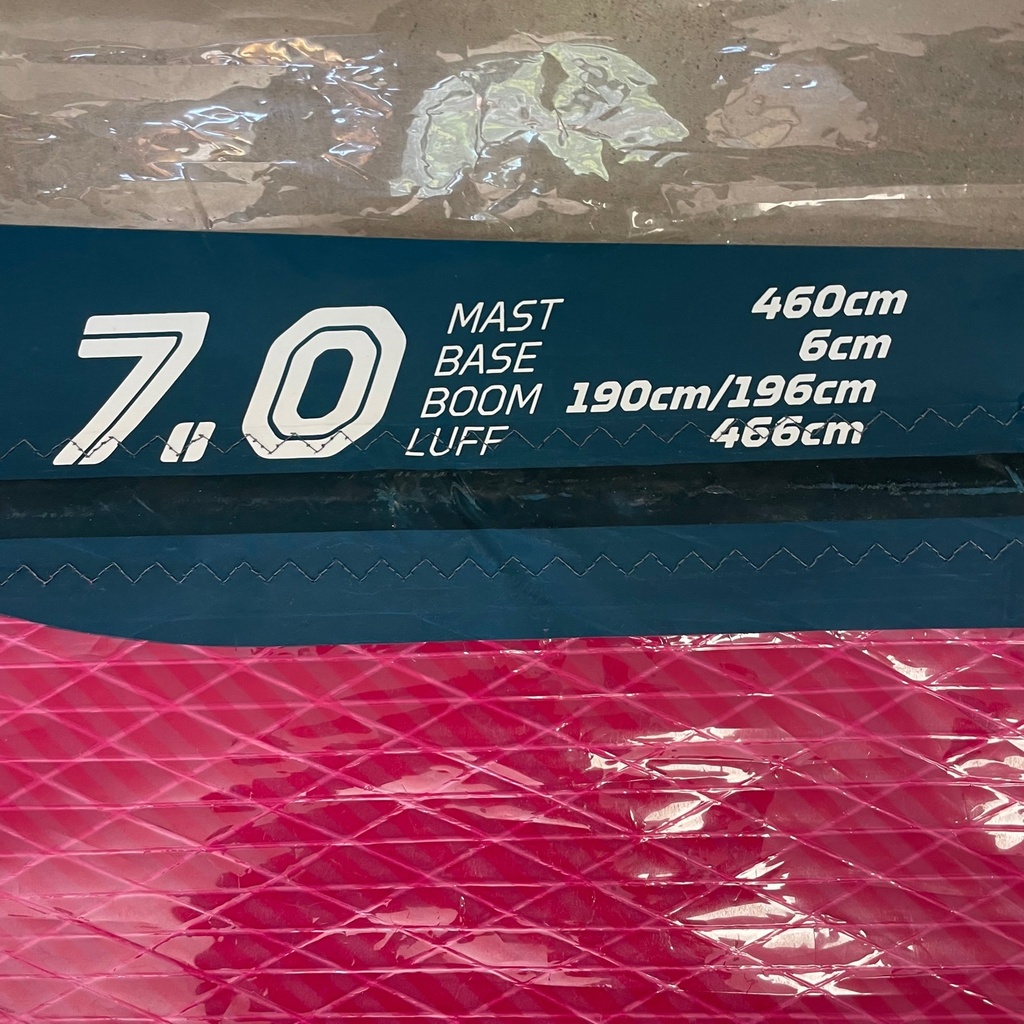 7.0
MAST 460cm
BASE 6cm
BOOM 190cm/196cm
LUFF 466cm